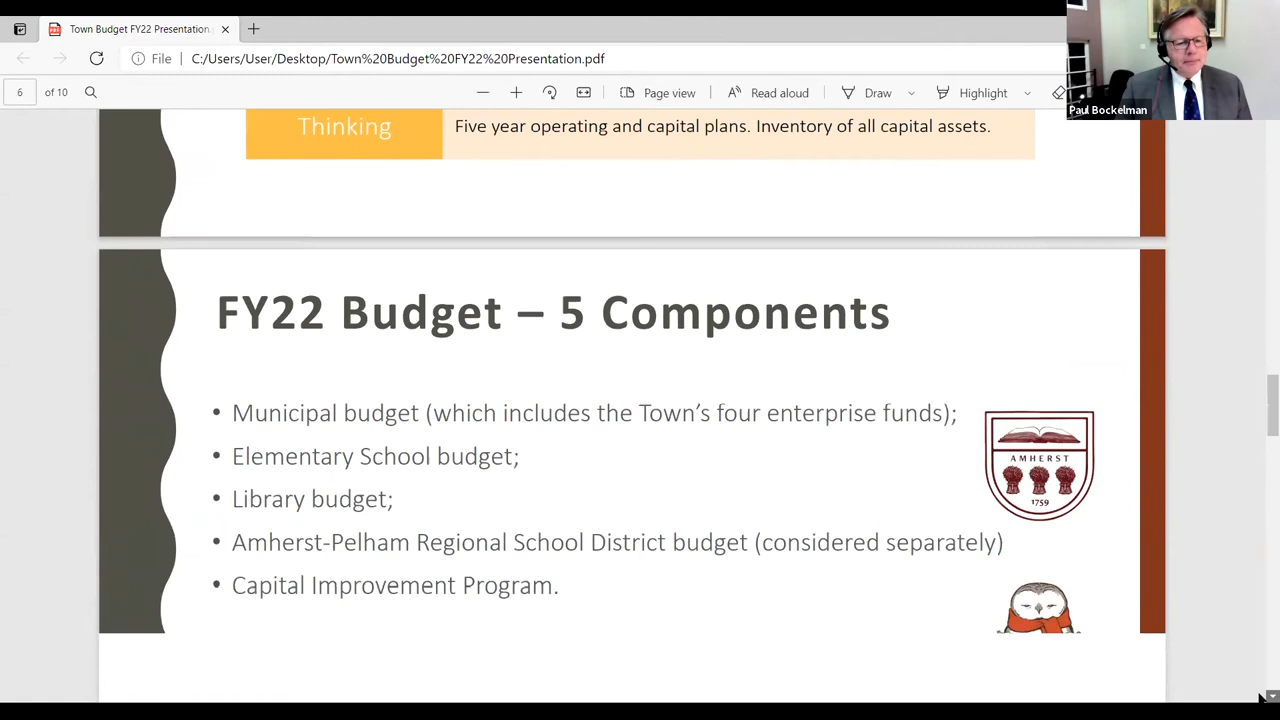 Town Budget FY22 Presentation.
File
C:/Users/User/Desktop/Town%20Budget%20FY22%20Presentation.pdf
6 of 10
Page view
Read aloud
Draw
Highlight
Paul Bockelman
Thinking
Five year operating and capital plans. Inventory of all capital assets.
FY22 Budget – 5 Components
• Municipal budget (which includes the Town’s four enterprise funds);
• Elementary School budget;
• Library budget;
• Amherst-Pelham Regional School District budget (considered separately)
• Capital Improvement Program.
AMHERST
1759